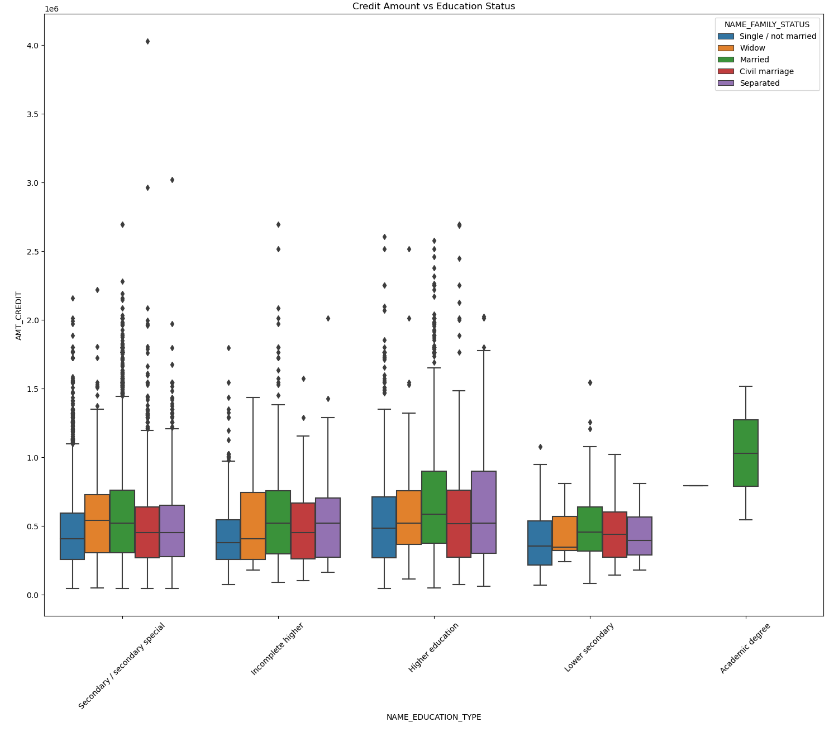 Credit Amount vs Education Status
1e6
NAME_FAMILY_STATUS
Single / not married
Widow
Married
Civil marriage
Separated
4.0
3.5
3.0
2.5
2.0
1.5
1.0
0.5
0.0
AMT_CREDIT
Secondary / secondary special
Incomplete higher
Higher education
Lower secondary
Academic degree
NAME_EDUCATION_TYPE